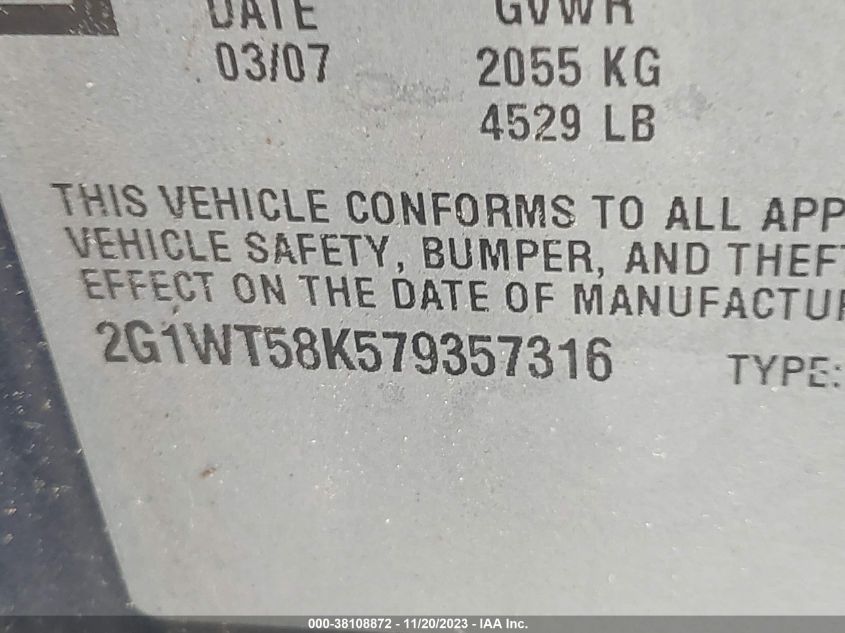 DATE GVWR
03/07 2055 KG
4529 LB
THIS VEHICLE CONFORMS TO ALL APP
VEHICLE SAFETY, BUMPER, AND THEFT
EFFECT ON THE DATE OF MANUFACTUR
2G1WT58K579357316 TYPE:
000-38108872 - 11/20/2023 - IAA Inc.